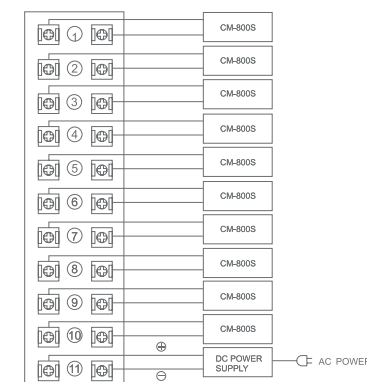 ① CM-800S
② CM-800S
③ CM-800S
④ CM-800S
⑤ CM-800S
⑥ CM-800S
⑦ CM-800S
⑧ CM-800S
⑨ CM-800S
⑩ CM-800S
⊕
⑪ DC POWER SUPPLY AC POWER
⊖